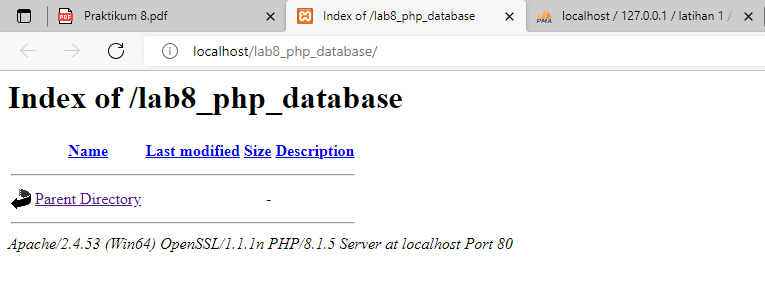 Praktikum 8.pdf
Index of /lab8_php_database
localhost / 127.0.0.1 / latihan 1 /
localhost/lab8_php_database/
Index of /lab8_php_database
Name Last modified Size Description
Parent Directory -
Apache/2.4.53 (Win64) OpenSSL/1.1.1n PHP/8.1.5 Server at localhost Port 80